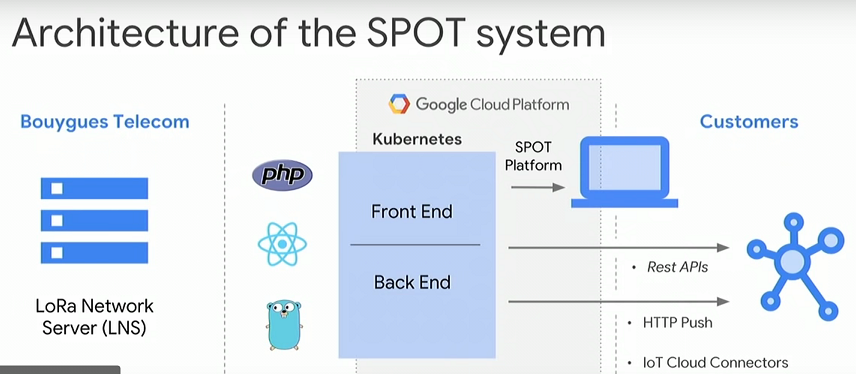 Architecture of the SPOT system
Bouygues Telecom
LoRa Network
Server (LNS)
php
Google Cloud Platform
Kubernetes
Front End
Back End
SPOT
Platform
Customers
• Rest APIs
• HTTP Push
• IoT Cloud Connectors